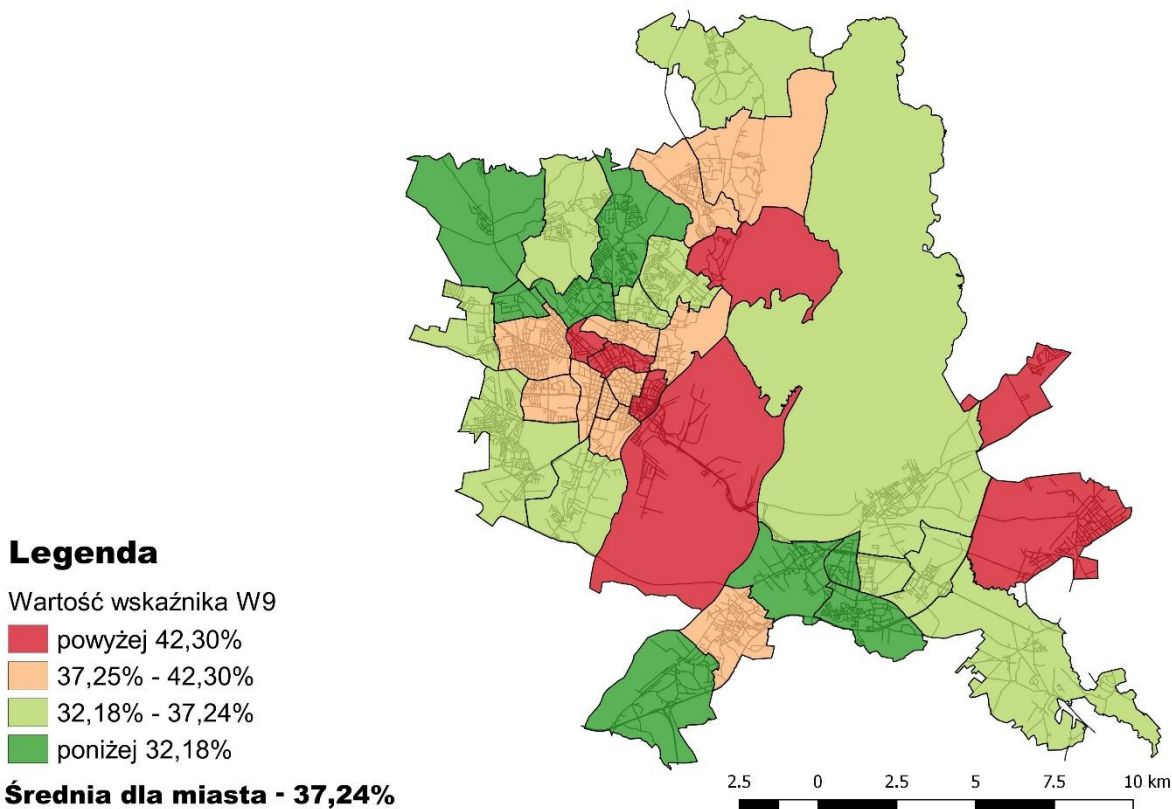 Legenda
Wartość wskaźnika W9
powyżej 42,30%
37,25% - 42,30%
32,18% - 37,24%
poniżej 32,18%
Średnia dla miasta - 37,24%
2.5 0 2.5 5 7.5 10 km